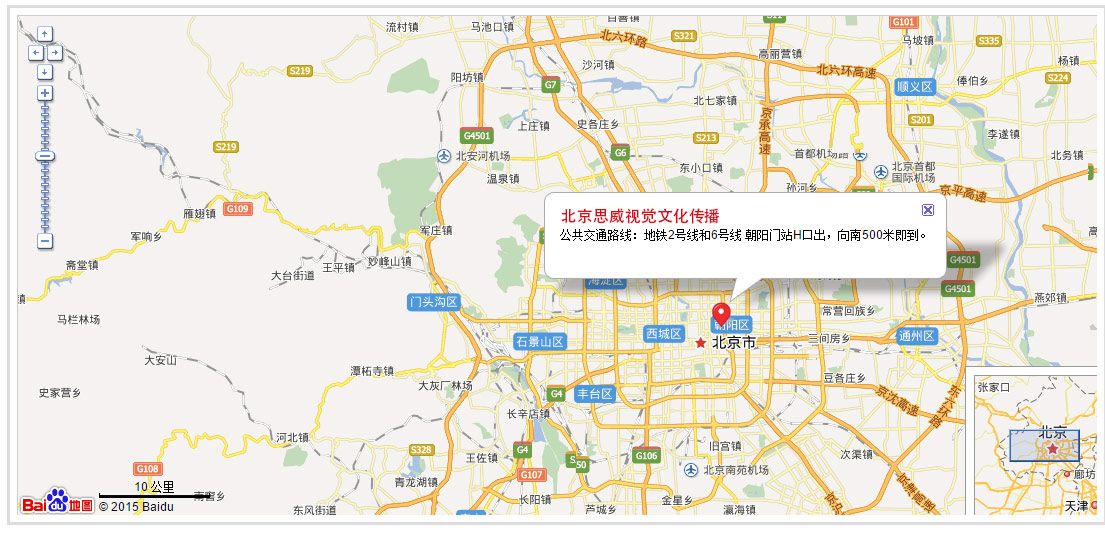 流村镇
马池口镇
百善镇
S321
G111
G101
北六环路
马坡镇
S335
高丽营镇
杨镇
沙河镇
S219
阳坊镇
北六环高速
俸伯乡
S224
G7
顺义区
北七家镇
京承高速
S201
上庄镇
史各庄乡
G4501
S213
李遂镇
S219
G6
北安河机场
首都机场路
北务镇
东小口镇
北京首都
国际机场
温泉镇
孙河乡
京平高速
雁翅镇
G109
北京思威视觉文化传播
公共交通路线：地铁2号线和6号线 朝阳门站H口出，向南500米即到。
军庄镇
军响乡
斋堂镇
王平镇
妙峰山镇
大台街道
G4501
海淀区
G4501
镇
门头沟区
燕郊镇
马栏林场
常营回族乡
朝阳区
石景山区
西城区
北京市
三间房乡
通州区
大安山
潭柘寺镇
豆各庄乡
大灰厂林场
张家口
史家营乡
G4
丰台区
京沈高速
东六环路
长辛店镇
北京
河北镇
S328
G4
旧宫镇
王佐镇
G106
次渠镇
S50
G108
G107
北京南苑机场
廊坊
青龙湖镇
10 公里
南窖乡
长阳镇
金星乡
京津高速
天津
Bai du 地图
© 2015 Baidu
东风街道
芦城乡
瀛海镇